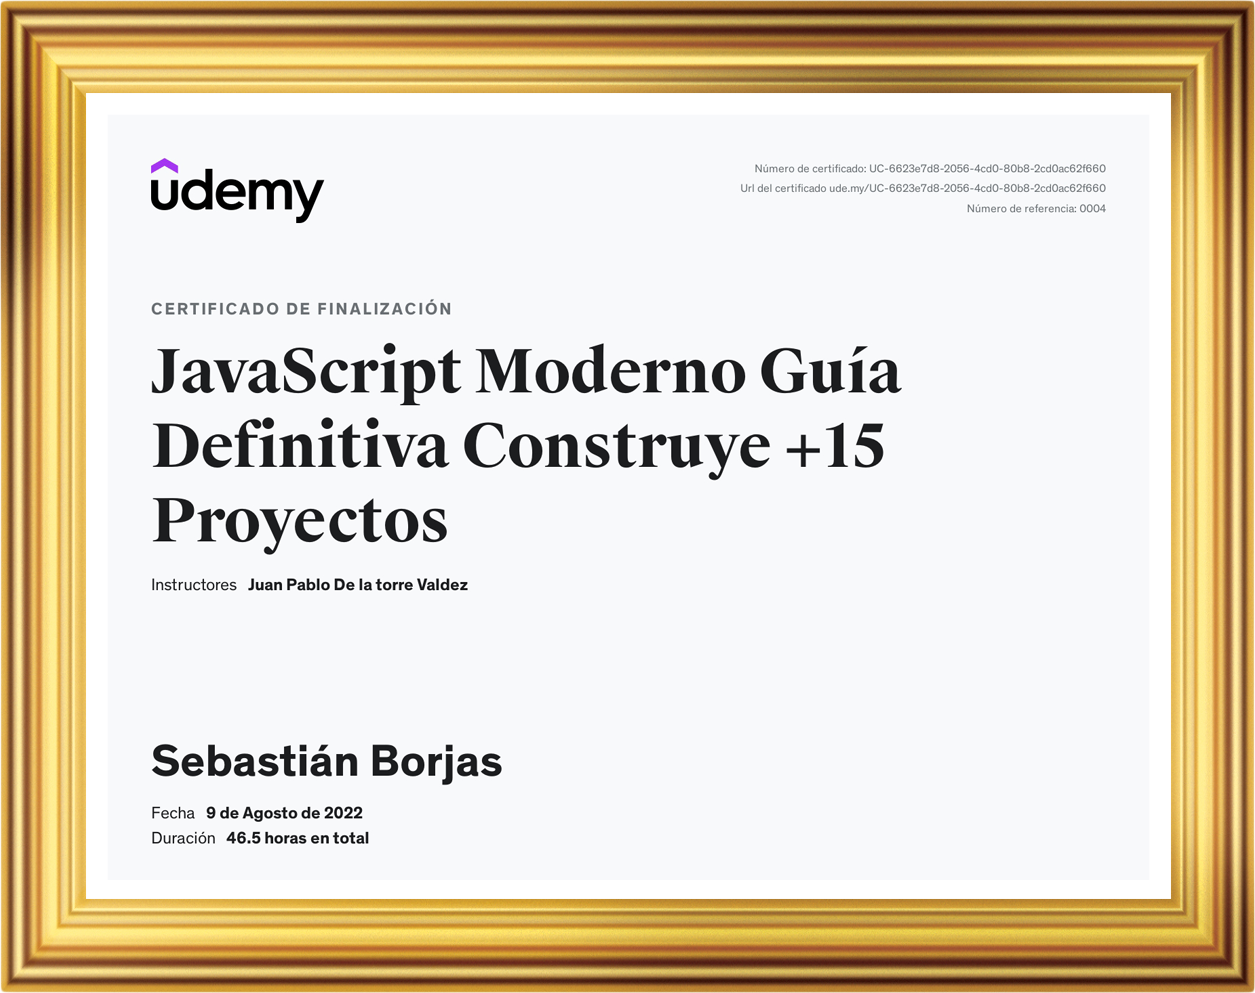 udemy
Número de certificado: UC-6623e7d8-2056-4cd0-80b8-2cd0ac62f660
Url del certificado ude.my/UC-6623e7d8-2056-4cd0-80b8-2cd0ac62f660
Número de referencia: 0004
CERTIFICADO DE FINALIZACIÓN
JavaScript Moderno Guía
Definitiva Construye +15
Proyectos
Instructores Juan Pablo De la torre Valdez
Sebastián Borjas
Fecha 9 de Agosto de 2022
Duración 46.5 horas en total